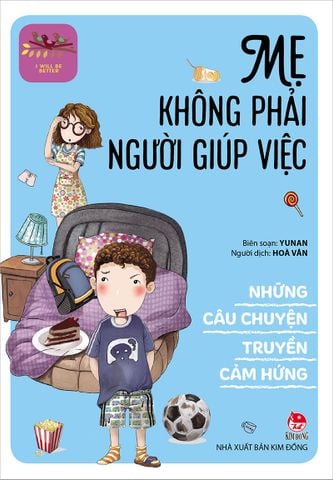 I WILL BE
BETTER
MẸ
KHÔNG PHẢI
NGƯỜI GIÚP VIỆC
Biên soạn: YUNAN
Người dịch: HOÀ VÂN
NHỮNG
CÂU CHUYỆN
TRUYỀN
CẢM HỨNG
KIM ĐỒNG
NHÀ XUẤT BẢN KIM ĐỒNG